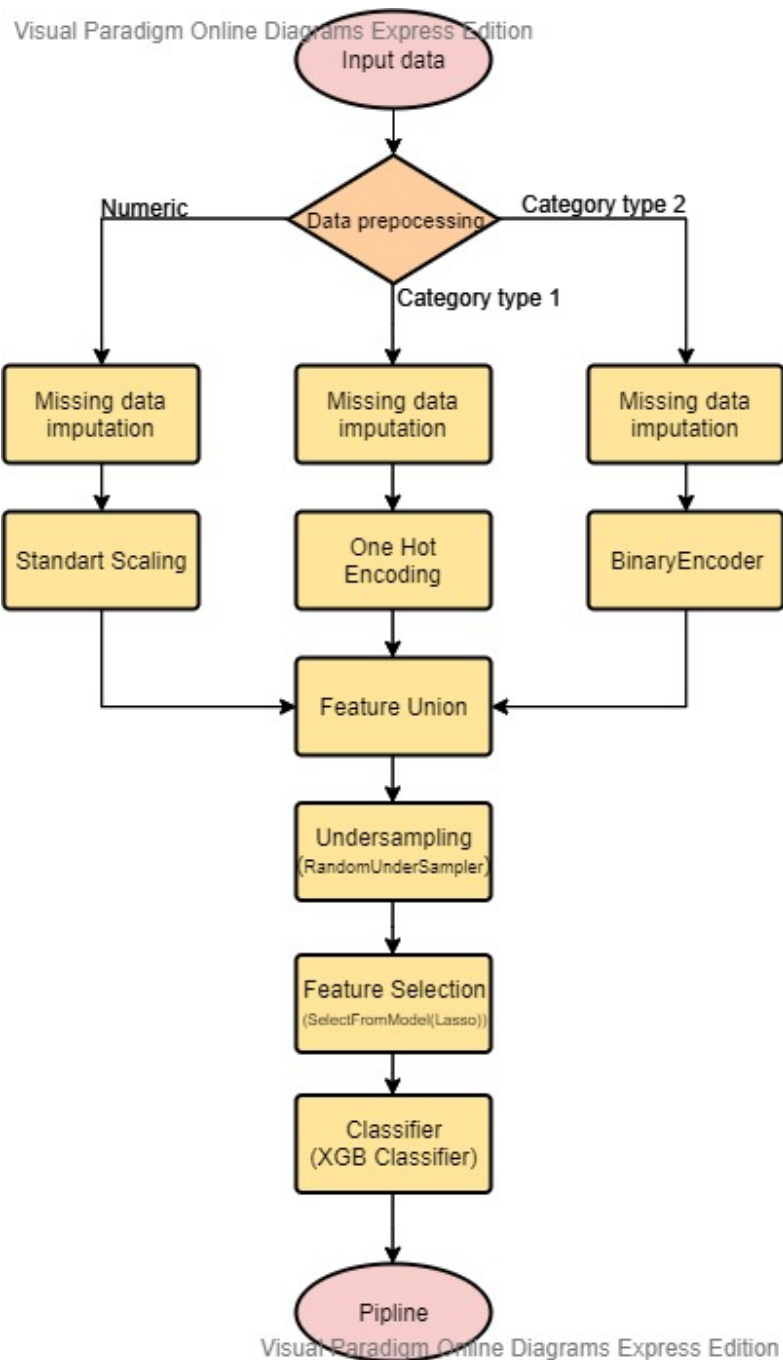 Visual Paradigm Online Diagrams Express Edition
Input data
Data prepocessing
Numeric
Category type 2
Category type 1
Missing data
imputation
Missing data
imputation
Missing data
imputation
Standart Scaling
One Hot
Encoding
BinaryEncoder
Feature Union
Undersampling
(RandomUnderSampler)
Feature Selection
(SelectFromModel(Lasso))
Classifier
(XGB Classifier)
Pipline
Visual Paradigm Online Diagrams Express Edition